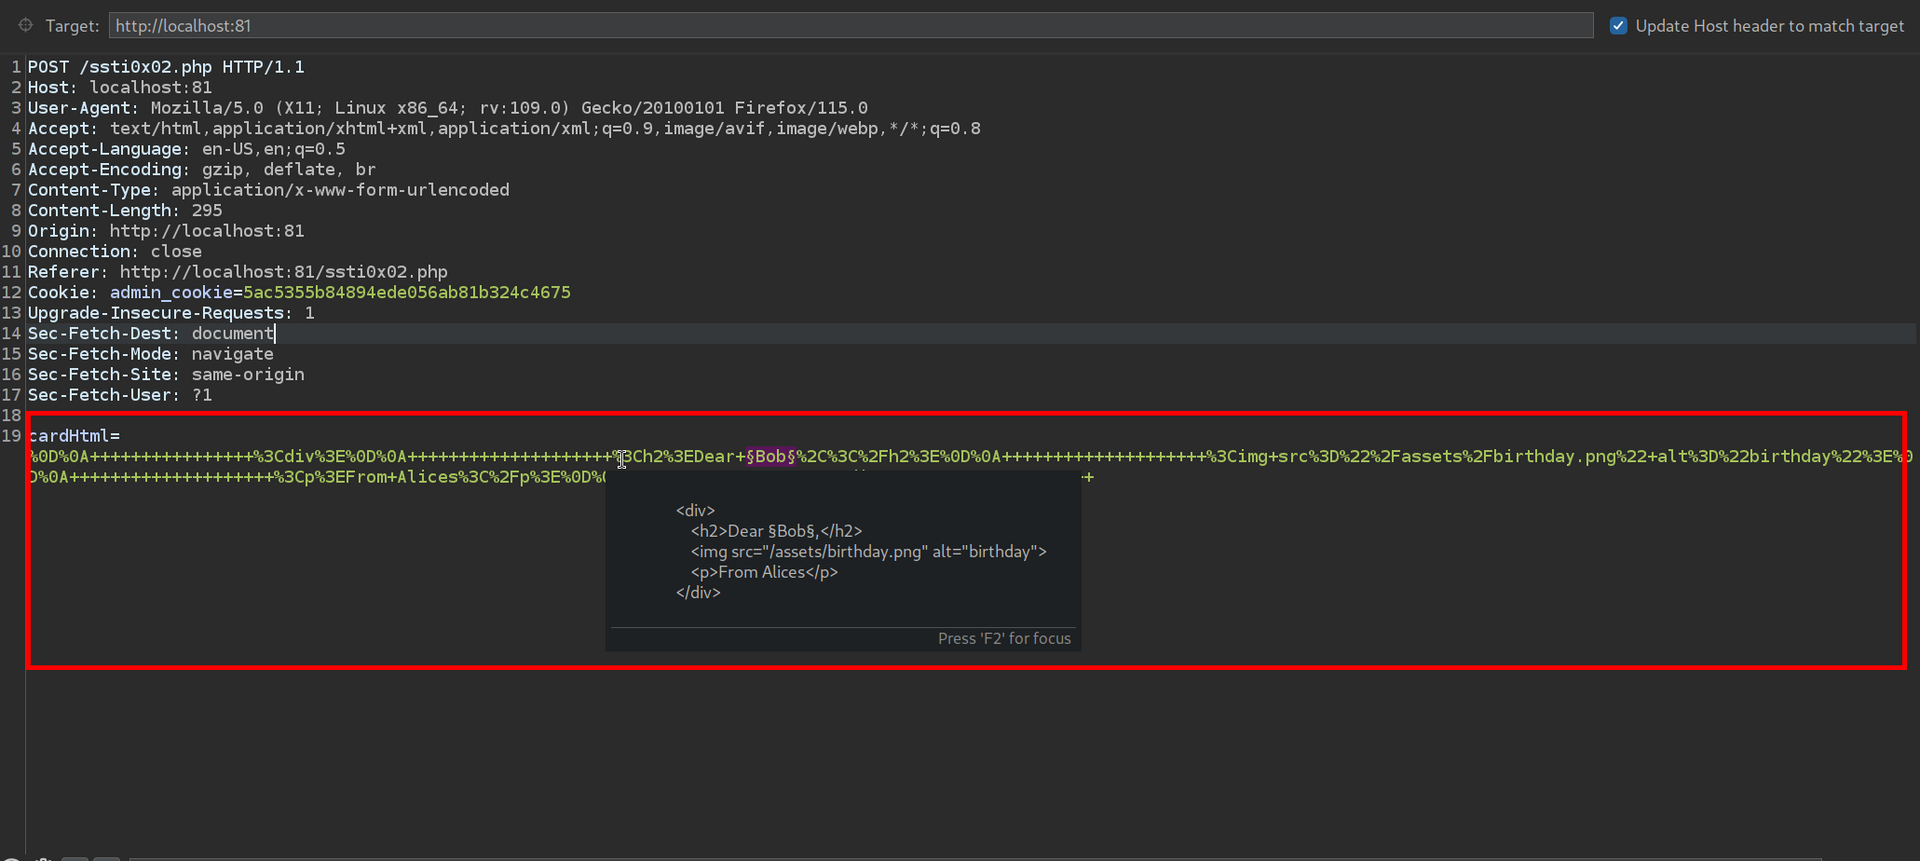 Target: http://localhost:81 Update Host header to match target
1 POST /ssti0x02.php HTTP/1.1
2 Host: localhost:81
3 User-Agent: Mozilla/5.0 (X11; Linux x86_64; rv:109.0) Gecko/20100101 Firefox/115.0
4 Accept: text/html,application/xhtml+xml,application/xml;q=0.9,image/avif,image/webp,*/*;q=0.8
5 Accept-Language: en-US,en;q=0.5
6 Accept-Encoding: gzip, deflate, br
7 Content-Type: application/x-www-form-urlencoded
8 Content-Length: 295
9 Origin: http://localhost:81
10 Connection: close
11 Referer: http://localhost:81/ssti0x02.php
12 Cookie: admin_cookie=5ac5355b84894ede056ab81b324c4675
13 Upgrade-Insecure-Requests: 1
14 Sec-Fetch-Dest: document
15 Sec-Fetch-Mode: navigate
16 Sec-Fetch-Site: same-origin
17 Sec-Fetch-User: ?1
18
19 cardHtml=
%0D%0A++++++++++++++++%3Cdiv%3E%0D%0A++++++++++++++++++++%3Ch2%3EDear+§Bob§%2C%3C%2Fh2%3E%0D%0A++++++++++++++++++++%3Cimg+src%3D%22%2Fassets%2Fbirthday.png%22+alt%3D%22birthday%22%3E%0
D%0A++++++++++++++++++++%3Cp%3EFrom+Alices%3C%2Fp%3E%0D%0 +
<div>
<h2>Dear §Bob§,</h2>
<img src="/assets/birthday.png" alt="birthday">
<p>From Alices</p>
</div>
Press 'F2' for focus